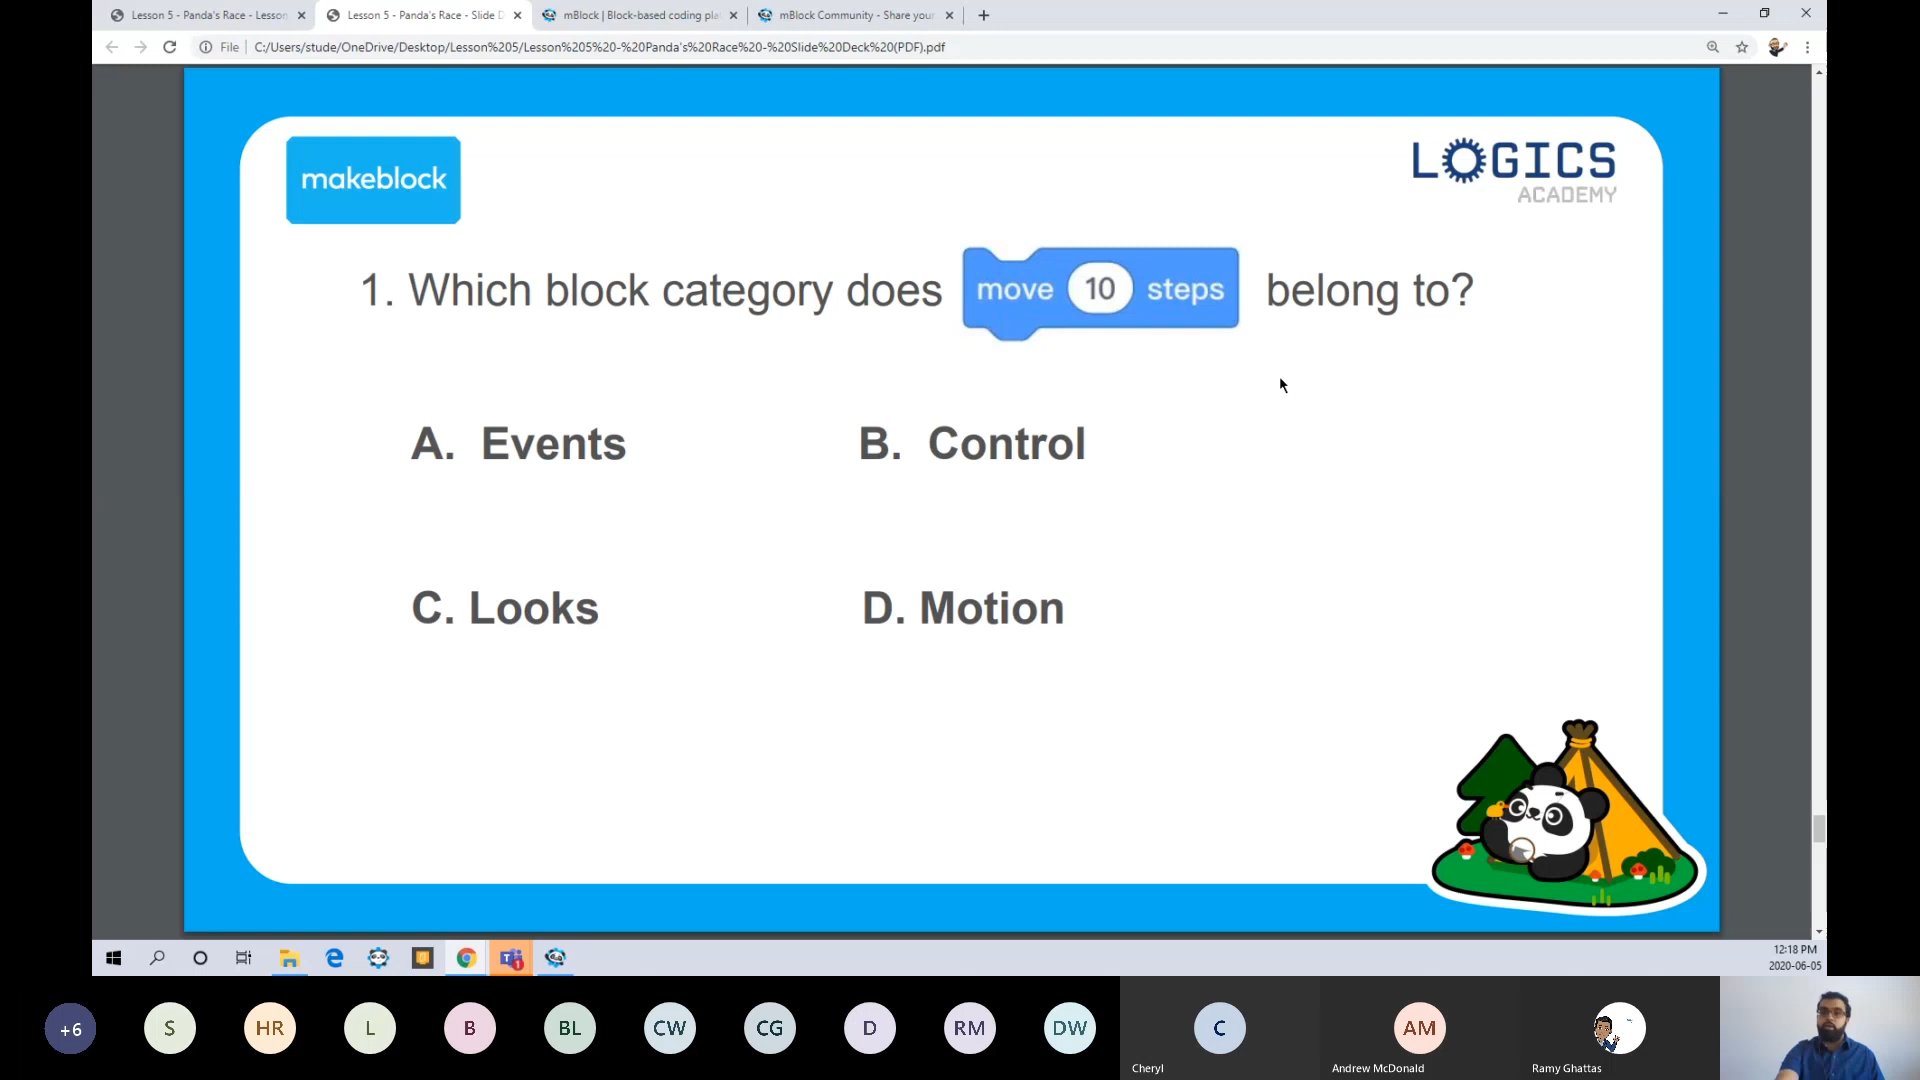 Lesson 5 - Panda's Race - Lesson
Lesson 5 - Panda's Race - Slide D
mBlock | Block-based coding pla
mBlock Community - Share your
File
C:/Users/stude/OneDrive/Desktop/Lesson%205/Lesson%205%20-%20Panda's%20Race%20-%20Slide%20Deck%20(PDF).pdf
makeblock
LOGICS
ACADEMY
1. Which block category does move 10 steps belong to?
A. Events B. Control
C. Looks D. Motion
12:18 PM
2020-06-05
+6 S HR L B BL CW CG D RM DW C AM
Cheryl Andrew McDonald Ramy Ghattas